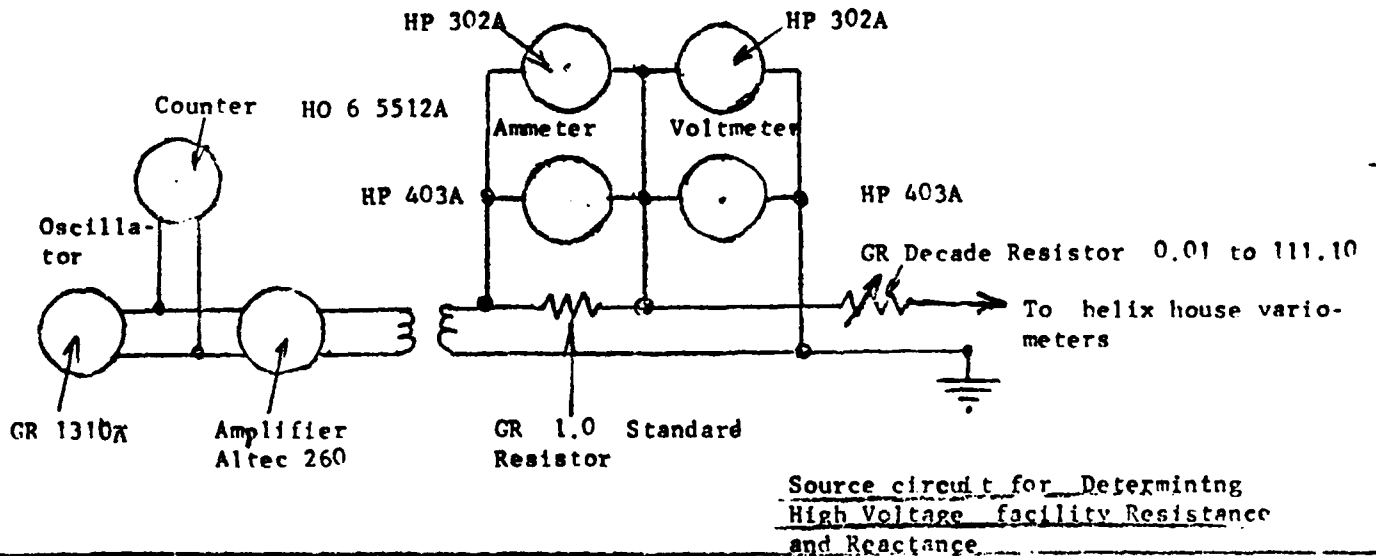 HP 302A
HP 302A
Counter
HO 6 5512A
Ammeter
Voltmeter
HP 403A
HP 403A
Oscilla-
tor
GR Decade Resistor 0.01 to 111.10
To helix house vario-
meters
GR 1310A
Amplifier
Altec 260
GR 1.0 Standard
Resistor
Source circuit for Determintng
High Voltage facility Resistance
and Reactance